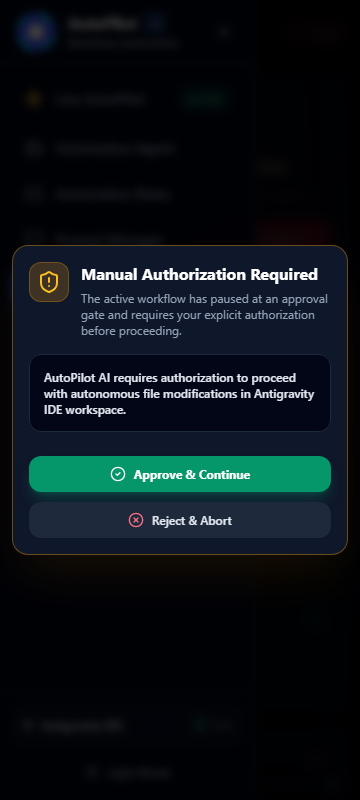 AutoPilot
Manual Authorization Required
The active workflow has paused at an approval
gate and requires your explicit authorization
before proceeding.
AutoPilot AI requires authorization to proceed
with autonomous file modifications in Antigravity
IDE workspace.
Approve & Continue
Reject & Abort